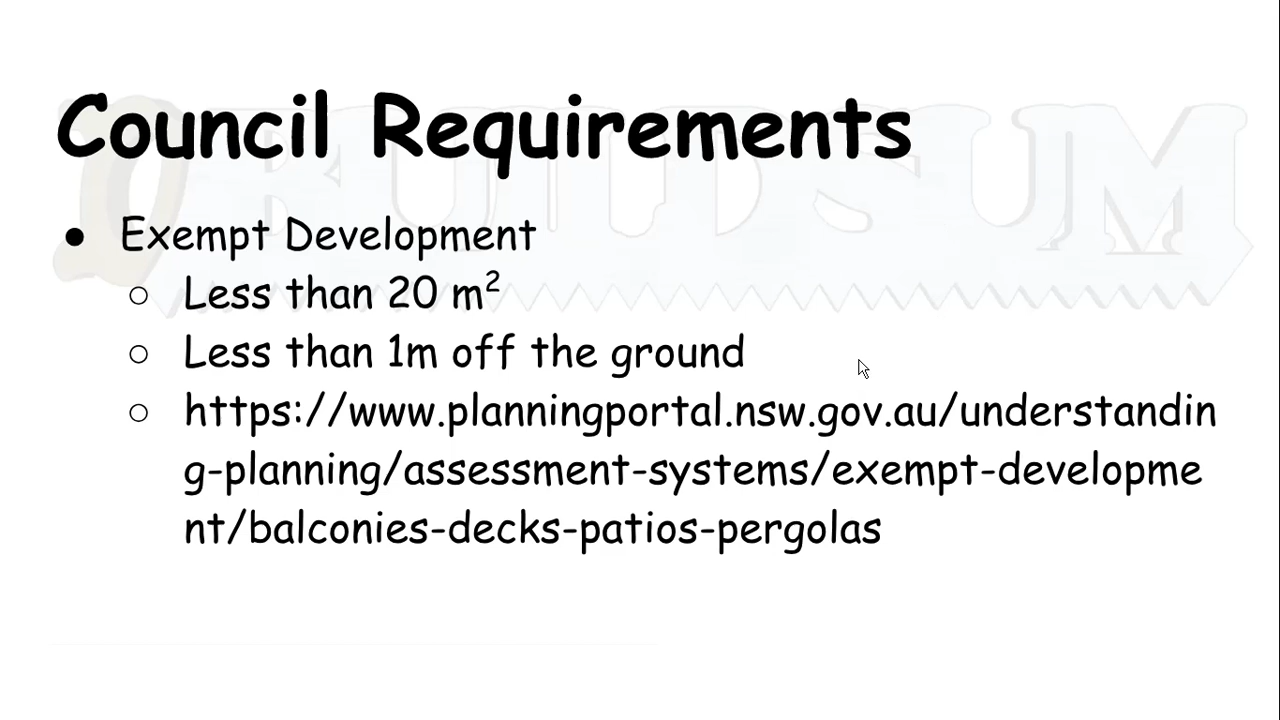 Council Requirements
● Exempt Development
○ Less than 20 m²
○ Less than 1m off the ground
○ https://www.planningportal.nsw.gov.au/understandin
g-planning/assessment-systems/exempt-developme
nt/balconies-decks-patios-pergolas
BUILDSUM